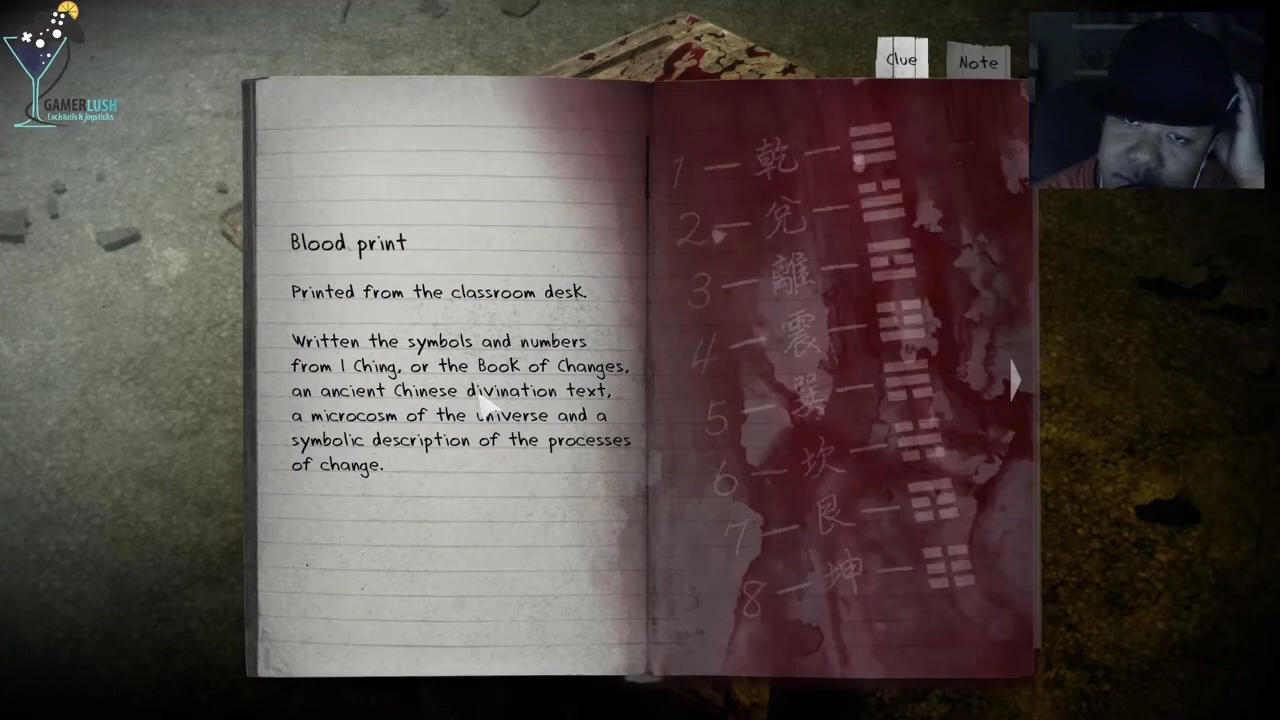 GAMERLUSH
Cocktails & Joysticks
Clue
Note
Blood print
Printed from the classroom desk.
Written the symbols and numbers
from I Ching, or the Book of Changes,
an ancient Chinese divination text,
a microcosm of the universe and a
symbolic description of the processes
of change.
1 — 乾 — ☰
2 — 兌 — ☱
3 — 離 — ☲
4 — 震 — ☳
5 — 巽 — ☴
6 — 坎 — ☵
7 — 艮 — ☶
8 — 坤 — ☷